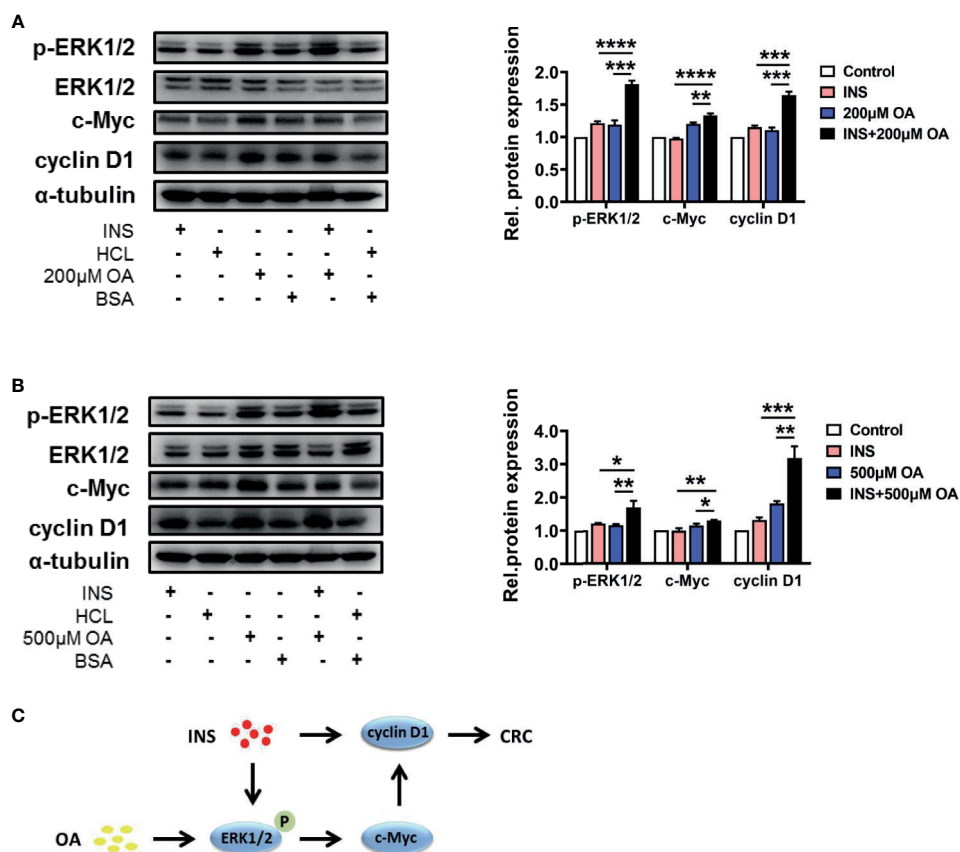 A
p-ERK1/2
ERK1/2
c-Myc
cyclin D1
α-tubulin
INS + - - - + -
HCL - + - - - +
200μM OA - - + - + -
BSA - - - + - +
Rel. protein expression
2.0
1.5
1.0
0.5
0.0
**** *** **** ** *** ***
p-ERK1/2 c-Myc cyclin D1
Control
INS
200μM OA
INS+200μM OA
B
p-ERK1/2
ERK1/2
c-Myc
cyclin D1
α-tubulin
INS + - - - + -
HCL - + - - - +
500μM OA - - + - + -
BSA - - - + - +
Rel.protein expression
4.0
3.0
2.0
1.0
0.0
* ** ** * *** **
p-ERK1/2 c-Myc cyclin D1
Control
INS
500μM OA
INS+500μM OA
C
INS cyclin D1 CRC
P
OA ERK1/2 c-Myc